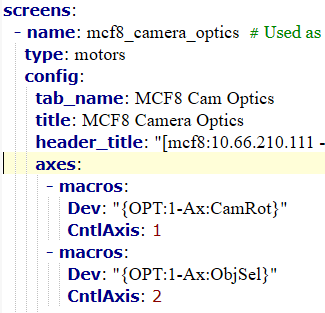 screens:
- name: mcf8_camera_optics # Used as
type: motors
config:
tab_name: MCF8 Cam Optics
title: MCF8 Camera Optics
header_title: "[mcf8:10.66.210.111 -
axes:
- macros:
Dev: "{OPT:1-Ax:CamRot}"
CntlAxis: 1
- macros:
Dev: "{OPT:1-Ax:ObjSel}"
CntlAxis: 2